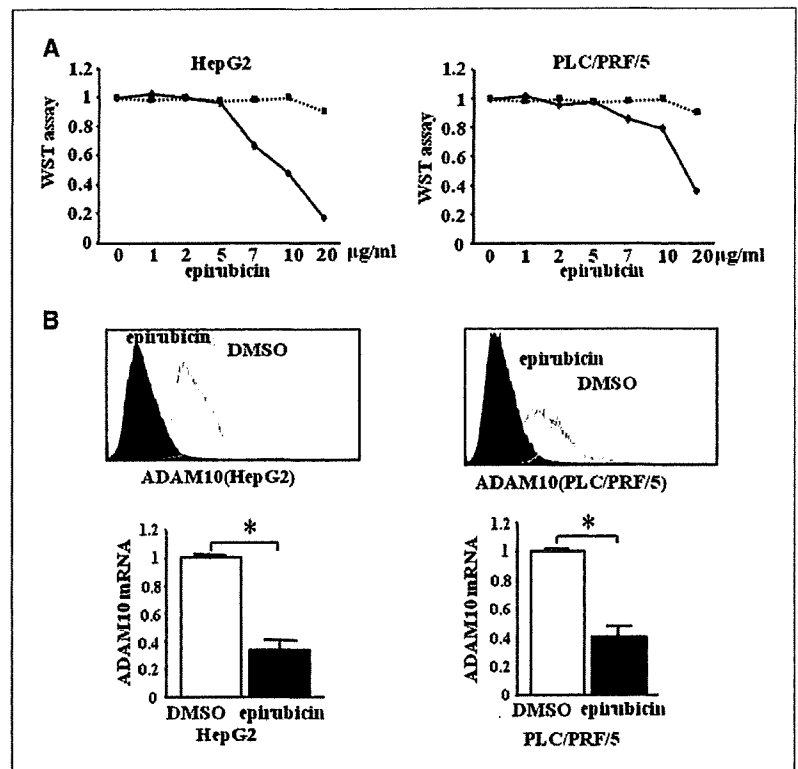 A
HepG2
PLC/PRF/5
1.2
1
0.8
0.6
0.4
0.2
0
WST assay
0 1 2 5 7 10 20 µg/ml
epirubicin
1.2
1
0.8
0.6
0.4
0.2
0
WST assay
0 1 2 5 7 10 20 µg/ml
epirubicin
B
epirubicin
DMSO
ADAM10(HepG2)
epirubicin
DMSO
ADAM10(PLC/PRF/5)
1.2
1
0.8
0.6
0.4
0.2
0
ADAM10 mRNA
*
DMSO epirubicin
HepG2
1.2
1
0.8
0.6
0.4
0.2
0
ADAM10 mRNA
*
DMSO epirubicin
PLC/PRF/5